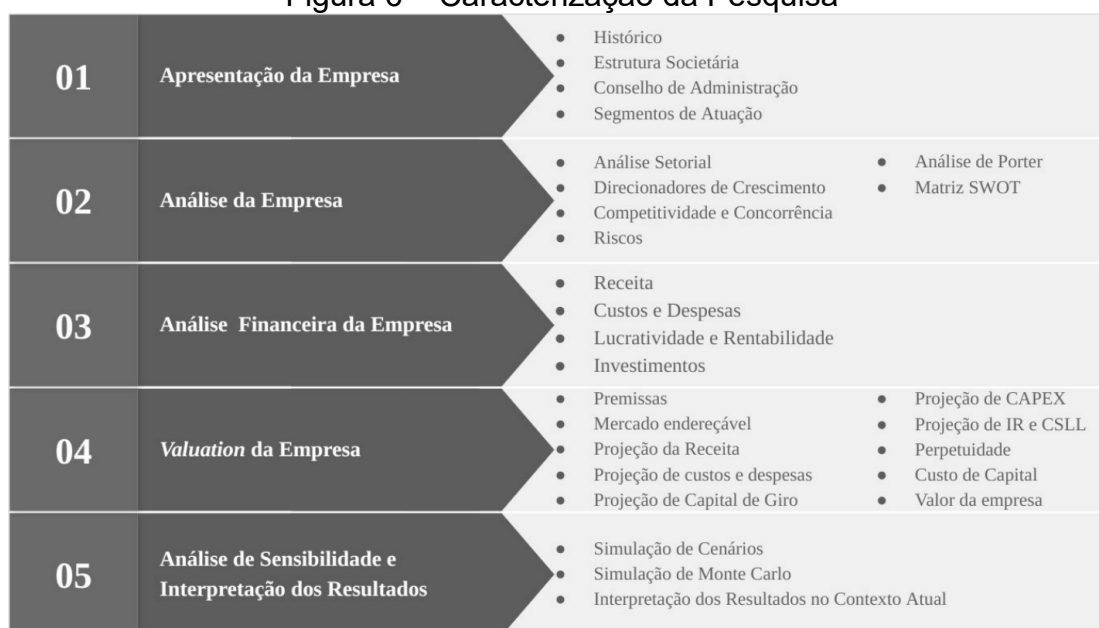 Figura 6 – Caracterização da Pesquisa
01
Apresentação da Empresa
● Histórico
● Estrutura Societária
● Conselho de Administração
● Segmentos de Atuação
02
Análise da Empresa
● Análise Setorial
● Direcionadores de Crescimento
● Competitividade e Concorrência
● Riscos
● Análise de Porter
● Matriz SWOT
03
Análise Financeira da Empresa
● Receita
● Custos e Despesas
● Lucratividade e Rentabilidade
● Investimentos
04
Valuation da Empresa
● Premissas
● Mercado endereçável
● Projeção da Receita
● Projeção de custos e despesas
● Projeção de Capital de Giro
● Projeção de CAPEX
● Projeção de IR e CSLL
● Perpetuidade
● Custo de Capital
● Valor da empresa
05
Análise de Sensibilidade e
Interpretação dos Resultados
● Simulação de Cenários
● Simulação de Monte Carlo
● Interpretação dos Resultados no Contexto Atual